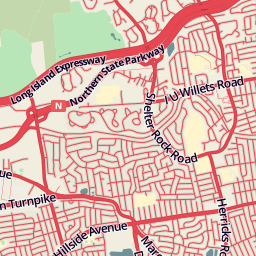 Long Island Expressway
Northern State Parkway
N
I U Willets Road
Shelter Rock Road
Turnpike
Hillside Avenue
Herricks